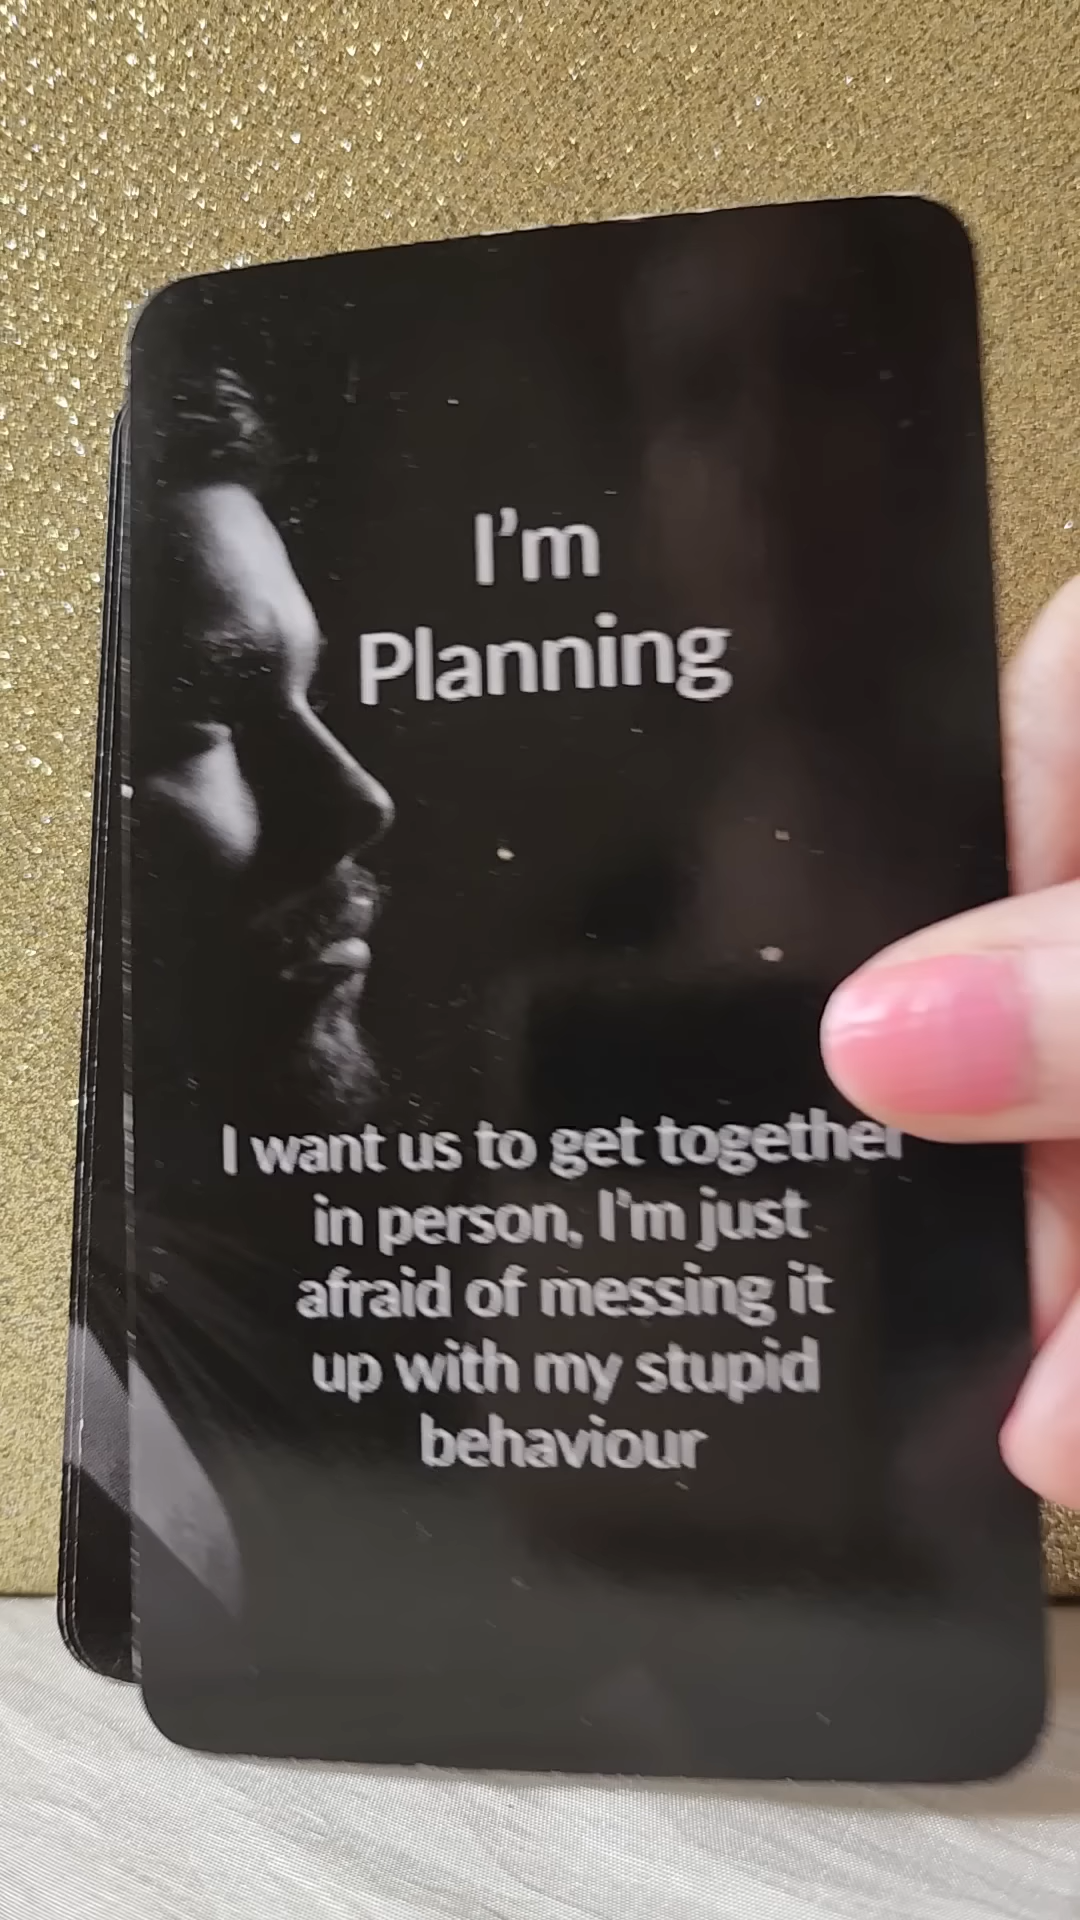 I'm
Planning
I want us to get together
in person, I'm just
afraid of messing it
up with my stupid
behaviour